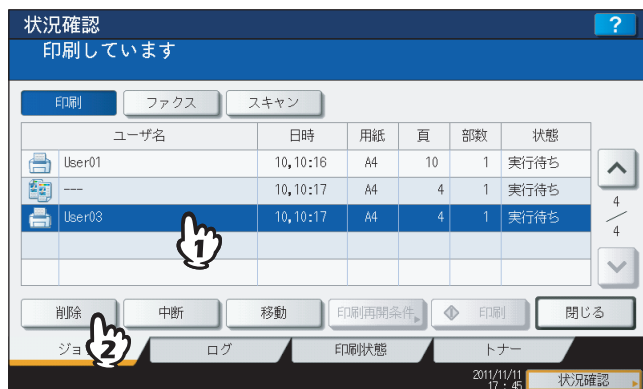 状況確認 ?
印刷しています
印刷 ファクス スキャン
ユーザ名 日時 用紙 頁 部数 状態
User01 10,10:16 A4 10 1 実行待ち
--- 10,10:17 A4 4 1 実行待ち
User03 10,10:17 A4 4 1 実行待ち
4
4
1
削除 中断 移動 印刷再開条件 印刷 閉じる
2
ログ 印刷状態 トナー
2011/11/11
17:45 状況確認